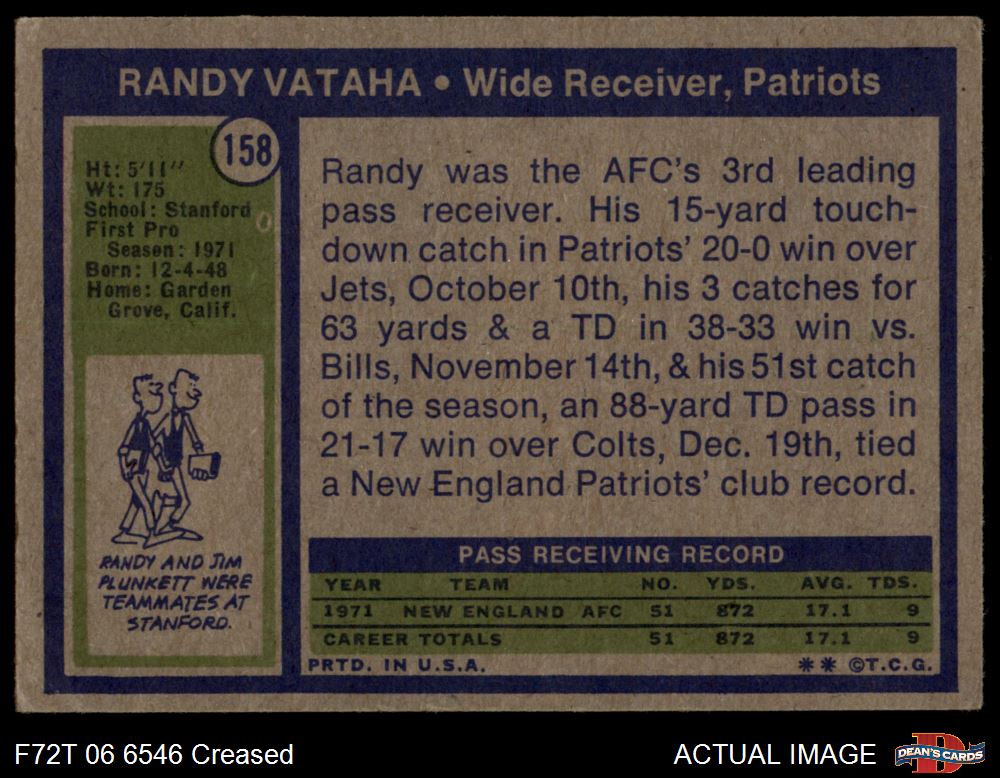 RANDY VATAHA • Wide Receiver, Patriots
158
Ht: 5'11"
Wt: 175
School: Stanford
First Pro
Season: 1971
Born: 12-4-48
Home: Garden
Grove, Calif.
RANDY AND JIM
PLUNKETT WERE
TEAMMATES AT
STANFORD.
Randy was the AFC's 3rd leading
pass receiver. His 15-yard touch-
down catch in Patriots' 20-0 win over
Jets, October 10th, his 3 catches for
63 yards & a TD in 38-33 win vs.
Bills, November 14th, & his 51st catch
of the season, an 88-yard TD pass in
21-17 win over Colts, Dec. 19th, tied
a New England Patriots' club record.
PASS RECEIVING RECORD
YEAR TEAM NO. YDS. AVG. TDS.
1971 NEW ENGLAND AFC 51 872 17.1 9
CAREER TOTALS 51 872 17.1 9
PRTD. IN U.S.A. ** ©T.C.G.
F72T 06 6546 Creased
ACTUAL IMAGE
DEAN'S CARDS